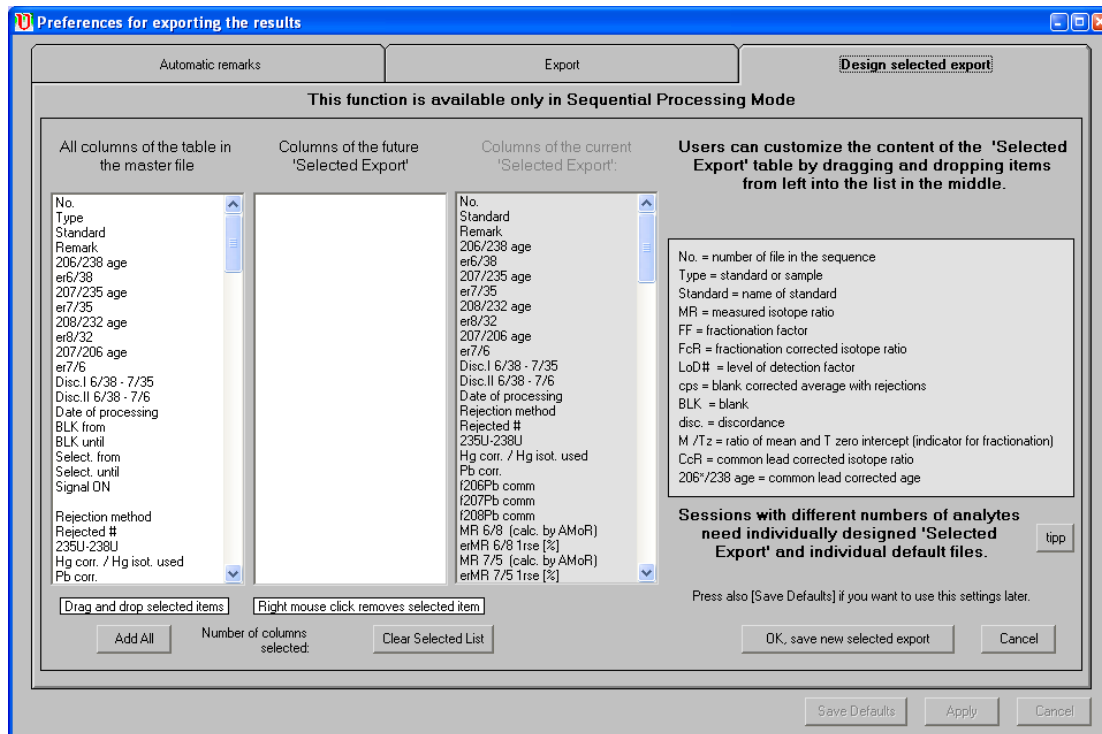 Preferences for exporting the results
Automatic remarks
Export
Design selected export
This function is available only in Sequential Processing Mode
All columns of the table in
the master file
No.
Type
Standard
Remark
206/238 age
er6/38
207/235 age
er7/35
208/232 age
er8/32
207/206 age
er7/6
Disc.I 6/38 - 7/35
Disc.II 6/38 - 7/6
Date of processing
BLK from
BLK until
Select. from
Select. until
Signal ON
Rejection method
Rejected #
235U-238U
Hg corr. / Hg isot. used
Pb corr.
Drag and drop selected items
Add All
Columns of the future
'Selected Export'
Right mouse click removes selected item
Number of columns
selected:
Clear Selected List
Columns of the current
'Selected Export':
No.
Standard
Remark
206/238 age
er6/38
207/235 age
er7/35
208/232 age
er8/32
207/206 age
er7/6
Disc.I 6/38 - 7/35
Disc.II 6/38 - 7/6
Date of processing
Rejection method
Rejected #
235U-238U
Hg corr. / Hg isot. used
Pb corr.
f206Pb comm
f207Pb comm
f208Pb comm
MR 6/8 (calc. by AMoR)
erMR 6/8 1rse [%]
MR 7/5 (calc. by AMoR)
erMR 7/5 1rse [%]
Users can customize the content of the 'Selected
Export' table by dragging and dropping items
from left into the list in the middle.
No. = number of file in the sequence
Type = standard or sample
Standard = name of standard
MR = measured isotope ratio
FF = fractionation factor
FcR = fractionation corrected isotope ratio
LoD# = level of detection factor
cps = blank corrected average with rejections
BLK = blank
disc. = discordance
M /Tz = ratio of mean and T zero intercept (indicator for fractionation)
CcR = common lead corrected isotope ratio
206*/238 age = common lead corrected age
Sessions with different numbers of analytes
need individually designed 'Selected
Export' and individual default files.
tipp
Press also [Save Defaults] if you want to use this settings later.
OK, save new selected export
Cancel
Save Defaults
Apply
Cancel